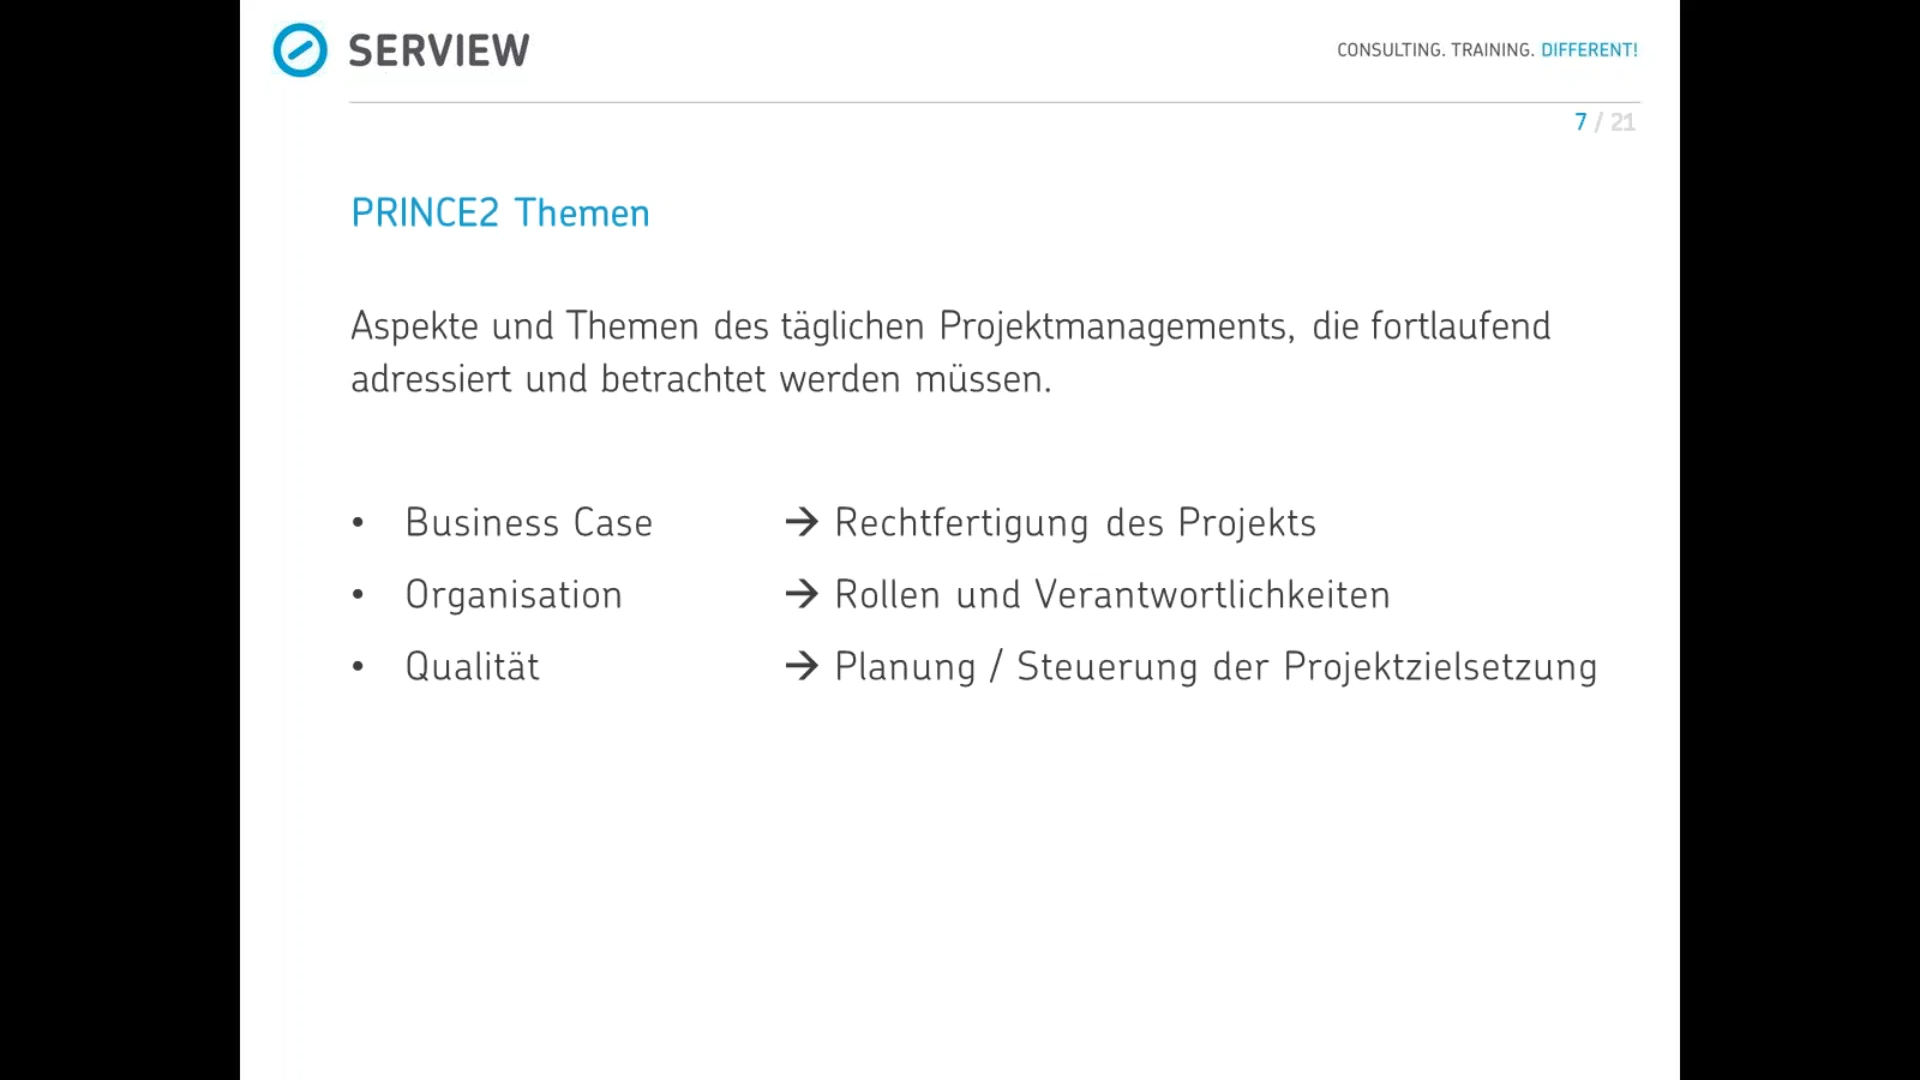 SERVIEW
CONSULTING. TRAINING. DIFFERENT!
7 / 21
PRINCE2 Themen
Aspekte und Themen des täglichen Projektmanagements, die fortlaufend
adressiert und betrachtet werden müssen.
• Business Case → Rechtfertigung des Projekts
• Organisation → Rollen und Verantwortlichkeiten
• Qualität → Planung / Steuerung der Projektzielsetzung